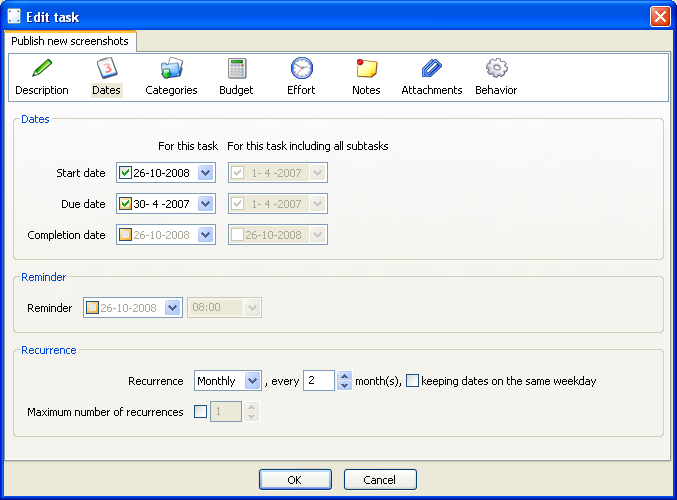 Edit task
Publish new screenshots
Description Dates Categories Budget Effort Notes Attachments Behavior
Dates
For this task For this task including all subtasks
Start date 26-10-2008 1- 4 -2007
Due date 30- 4 -2007 1- 4 -2007
Completion date 26-10-2008 26-10-2008
Reminder
Reminder 26-10-2008 08:00
Recurrence
Recurrence Monthly , every 2 month(s), keeping dates on the same weekday
Maximum number of recurrences 1
OK Cancel